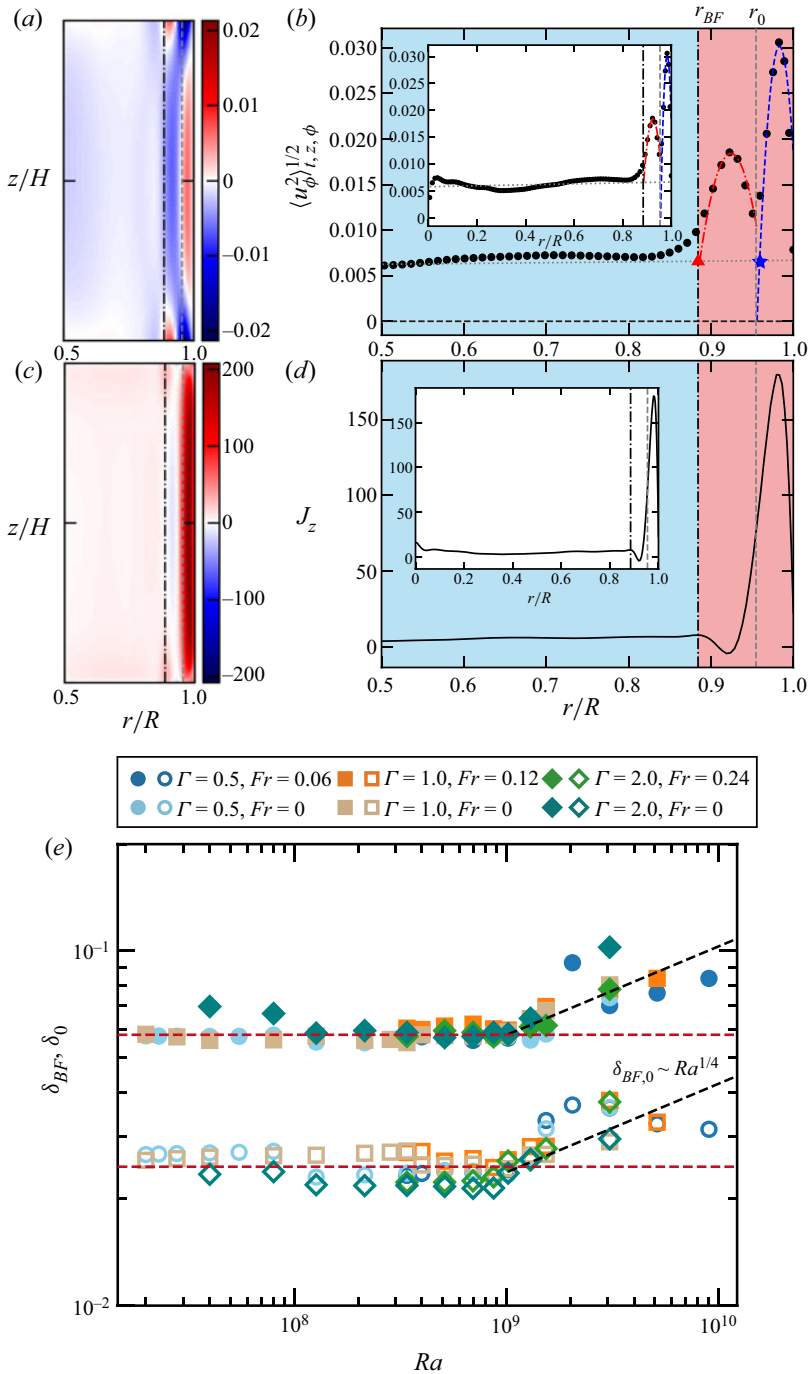 (a)
0.02
0.01
0
–0.01
–0.02
z/H
0.5
1.0
(b)
r_BF
r_0
0.030
0.025
0.020
0.015
0.010
0.005
0
⟨u_ϕ^2⟩^{1/2}_{t, z, ϕ}
0.030
0.025
0.020
0.015
0.010
0.005
0
0
0.2
0.4
0.6
0.8
1.0
r/R
0.5
0.6
0.7
0.8
0.9
1.0
(c)
200
100
0
–100
–200
z/H
0.5
1.0
r/R
(d)
150
100
50
0
J_z
150
100
50
0
0
0.2
0.4
0.6
0.8
1.0
r/R
0.5
0.6
0.7
0.8
0.9
1.0
r/R
Γ = 0.5, Fr = 0.06
Γ = 1.0, Fr = 0.12
Γ = 2.0, Fr = 0.24
Γ = 0.5, Fr = 0
Γ = 1.0, Fr = 0
Γ = 2.0, Fr = 0
(e)
10^{–1}
10^{–2}
δ_BF, δ_0
δ_{BF,0} ~ Ra^{1/4}
10^8
10^9
10^{10}
Ra